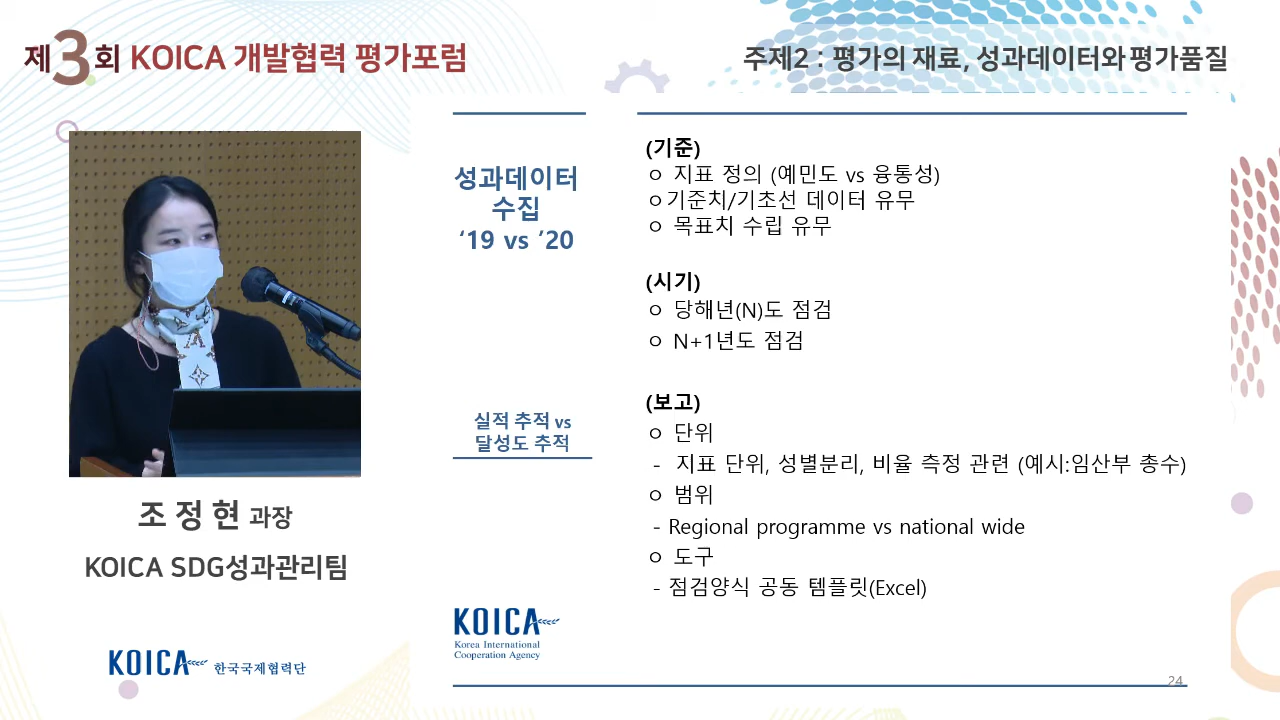 제3회 KOICA 개발협력 평가포럼
주제2 : 평가의 재료, 성과데이터와 평가품질
성과데이터
수집
‘19 vs ’20
실적 추적 vs
달성도 추적
(기준)
ㅇ 지표 정의 (예민도 vs 융통성)
ㅇ기준치/기초선 데이터 유무
ㅇ 목표치 수립 유무
(시기)
ㅇ 당해년(N)도 점검
ㅇ N+1년도 점검
(보고)
ㅇ 단위
- 지표 단위, 성별분리, 비율 측정 관련 (예시:임산부 총수)
ㅇ 범위
- Regional programme vs national wide
ㅇ 도구
- 점검양식 공동 템플릿(Excel)
조 정 현 과장
KOICA SDG성과관리팀
KOICA 한국국제협력단
KOICA
Korea International
Cooperation Agency
24